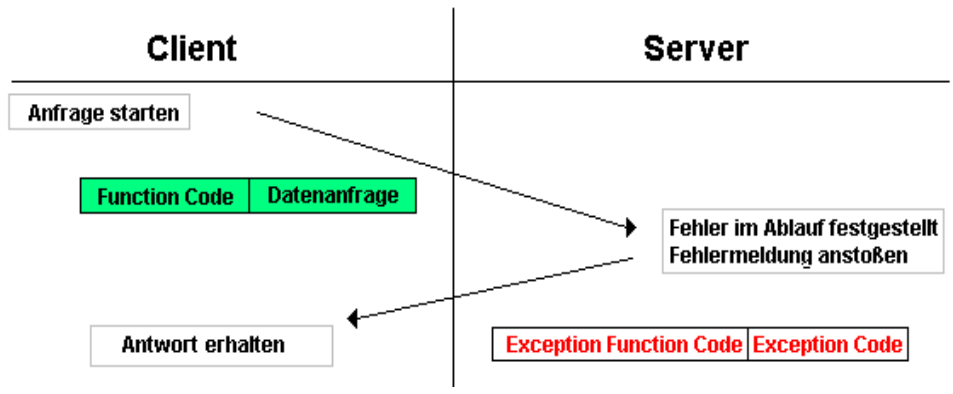 Client
Server
Anfrage starten
Function Code
Datenanfrage
Fehler im Ablauf festgestellt
Fehlermeldung anstoßen
Antwort erhalten
Exception Function Code
Exception Code